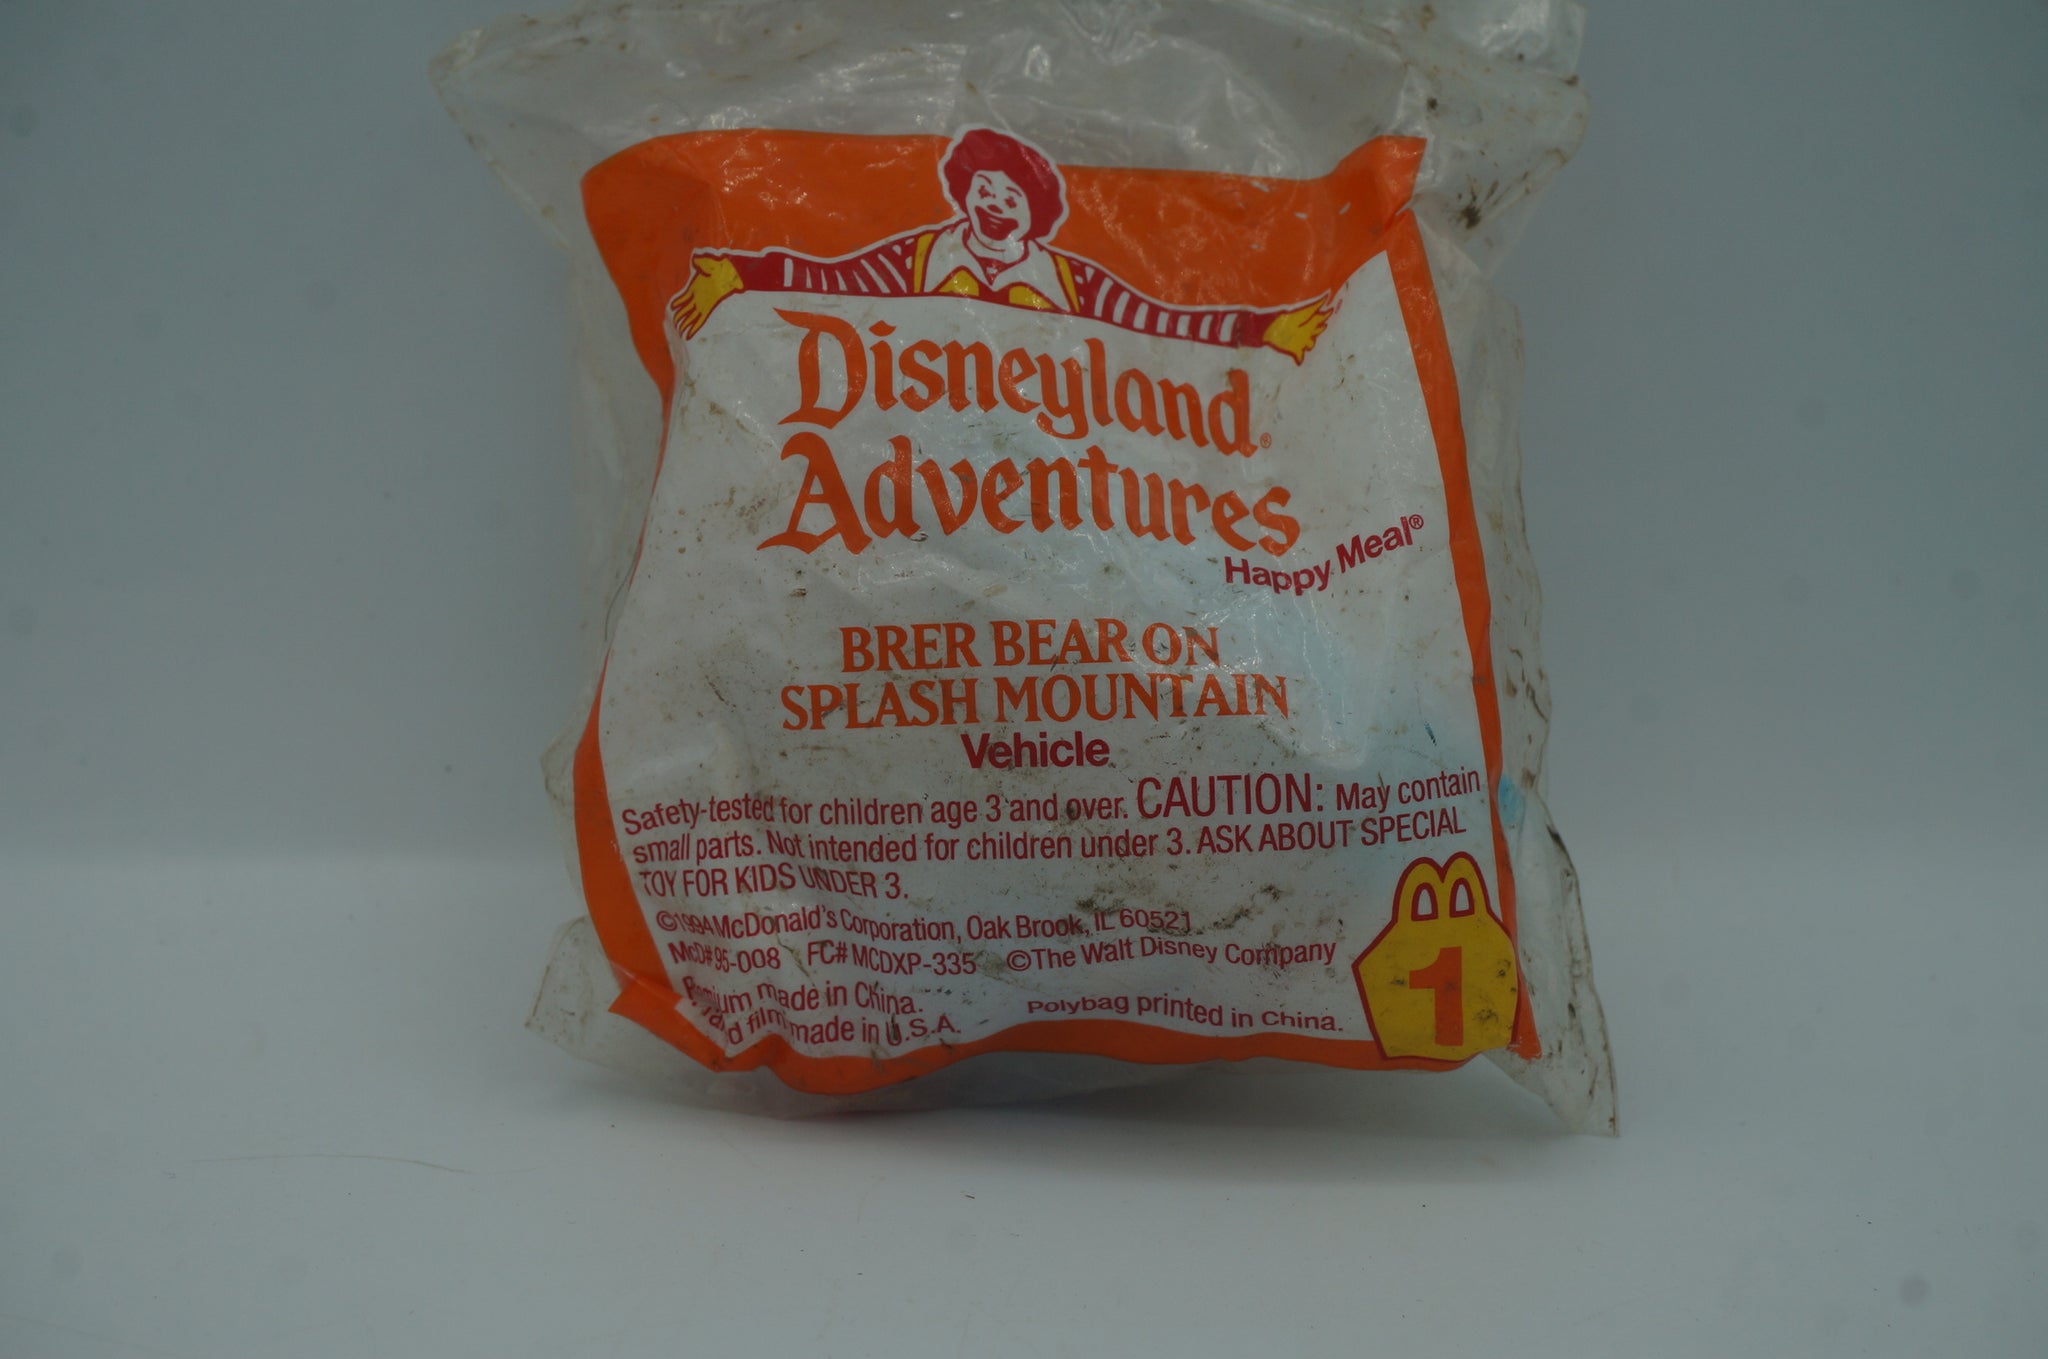 Disneyland®
Adventures
Happy Meal®
BRER BEAR ON
SPLASH MOUNTAIN
Vehicle
Safety-tested for children age 3 and over. CAUTION: May contain
small parts. Not intended for children under 3. ASK ABOUT SPECIAL
TOY FOR KIDS UNDER 3.
©1994 McDonald's Corporation, Oak Brook, IL 60521
McD# 95-008 FC# MCDXP-335 ©The Walt Disney Company
made in China. Polybag printed in China.
film made in U.S.A.
1